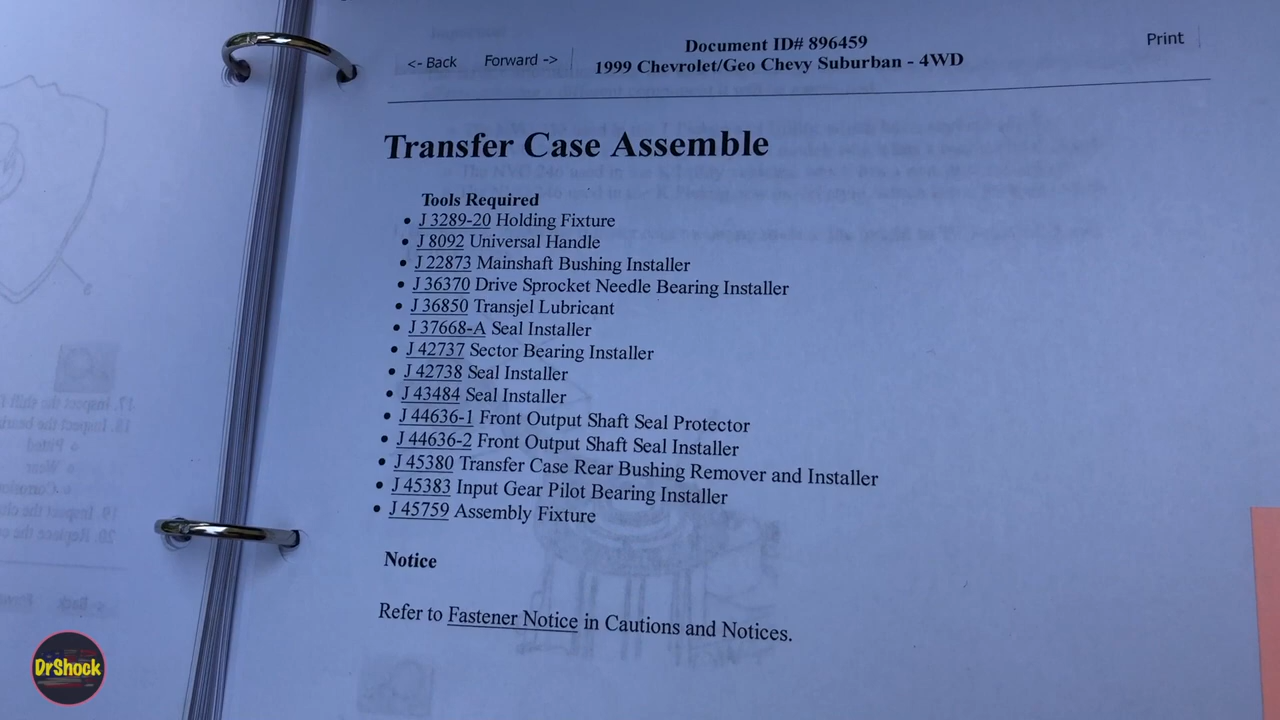 <- Back Forward ->
Document ID# 896459
1999 Chevrolet/Geo Chevy Suburban - 4WD
Print
Transfer Case Assemble
Tools Required
• J 3289-20 Holding Fixture
• J 8092 Universal Handle
• J 22873 Mainshaft Bushing Installer
• J 36370 Drive Sprocket Needle Bearing Installer
• J 36850 Transjel Lubricant
• J 37668-A Seal Installer
• J 42737 Sector Bearing Installer
• J 42738 Seal Installer
• J 43484 Seal Installer
• J 44636-1 Front Output Shaft Seal Protector
• J 44636-2 Front Output Shaft Seal Installer
• J 45380 Transfer Case Rear Bushing Remover and Installer
• J 45383 Input Gear Pilot Bearing Installer
• J 45759 Assembly Fixture
Notice
Refer to Fastener Notice in Cautions and Notices.
DrShock